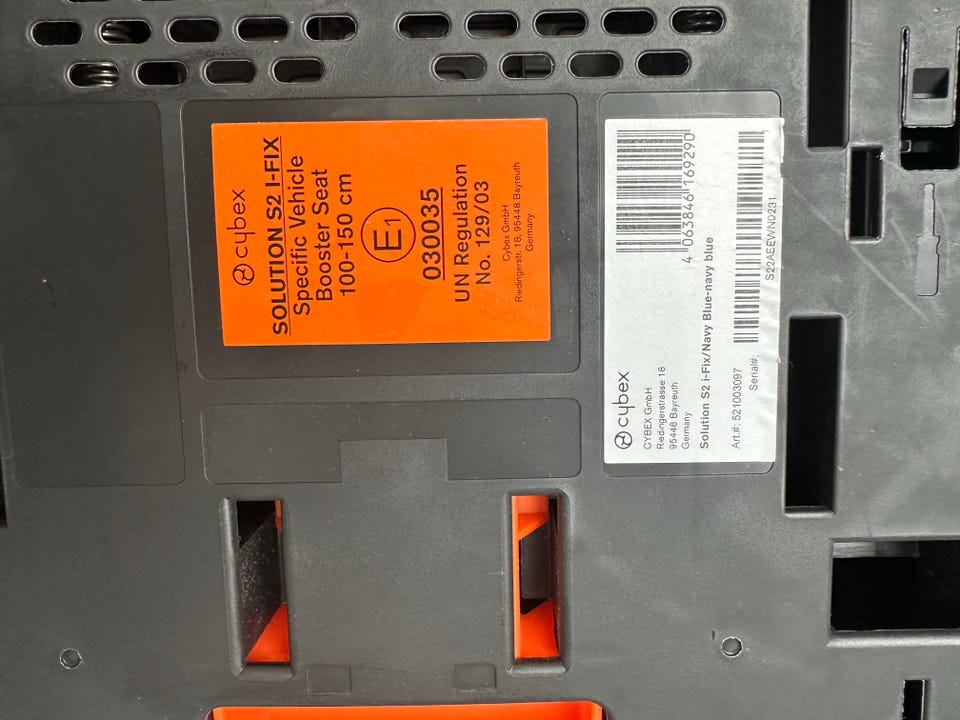 cybex
SOLUTION S2 I-FIX
Specific Vehicle
Booster Seat
100-150 cm
E1
030035
UN Regulation
No. 129/03
Cybex GmbH
Riedingerstr. 18, 95448 Bayreuth
Germany
cybex
CYBEX GmbH
Riedingerstrasse 18
95448 Bayreuth
Germany
4 063846 169290
Solution S2 i-Fix/Navy Blue-navy blue
Art.#: 521003097
Serial#:
S22AEEWN0231